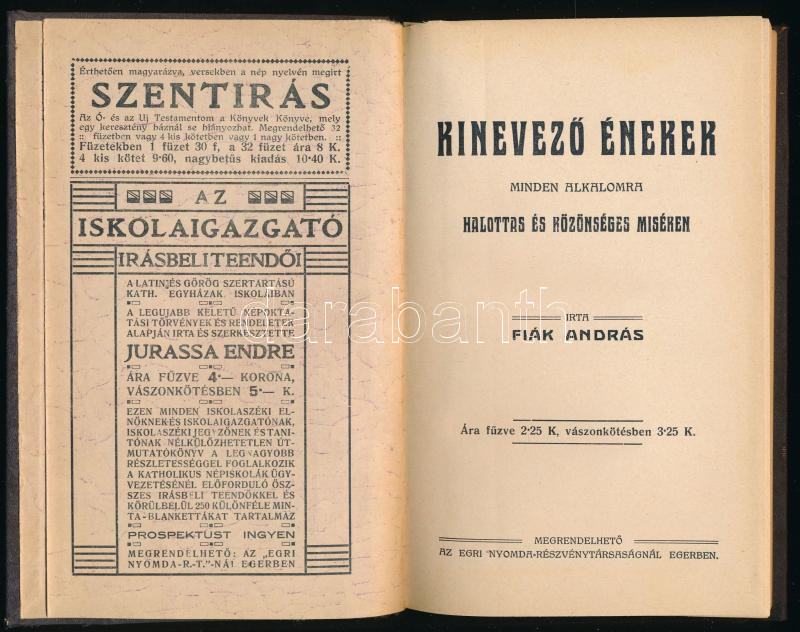 Érthetően magyarázva, versekben a nép nyelvén megirt
SZENTIRÁS
Az Ó- és az Uj Testamentom a Könyvek Könyve, mely
egy keresztény háznál se hiányozhat. Megrendelhető 32
:: füzetben vagy 4 kis kötetben vagy 1 nagy kötetben. ::
Füzetekben 1 füzet 30 f, a 32 füzet ára 8 K.
4 kis kötet 9·60, nagybetűs kiadás 10·40 K.
AZ
ISKOLAIGAZGATÓ
IRÁSBELI TEENDŐI
A LATIN ÉS GÖRÖG SZERTARTÁSÚ
KATH. EGYHÁZAK ISKOLÁIBAN
A LEGUJABB KELETŰ NÉPOKTA-
TÁSI TÖRVÉNYEK ÉS RENDELETEK
ALAPJÁN IRTA ÉS SZERKESZTETTE
JURASSA ENDRE
ÁRA FŰZVE 4·— KORONA,
VÁSZONKÖTÉSBEN 5·— K.
EZEN MINDEN ISKOLASZÉKI EL-
NÖKNEK ÉS ISKOLAIGAZGATÓNAK,
ISKOLASZÉKI JEGYZŐNEK ÉS TANI-
TÓNAK NÉLKÜLÖZHETETLEN ÚT-
MUTATÓKÖNYV A LEGNAGYOBB
RÉSZLETESSÉGGEL FOGLALKOZIK
A KATHOLIKUS NÉPISKOLÁK ÜGY-
VEZETÉSÉNÉL ELŐFORDULÓ ÖSZ-
SZES IRÁSBELI TEENDŐKKEL ÉS
KÖRÜLBELÜL 250 KÜLÖNFÉLE MIN-
TA-BLANKETTÁKAT TARTALMAZ
PROSPEKTUST INGYEN
MEGRENDELHETŐ: AZ „EGRI
NYOMDA-R.-T."-NÁL EGERBEN
KINEVEZŐ ÉNEKEK
MINDEN ALKALOMRA
HALOTTAS ÉS KÖZÖNSÉGES MISÉKEN
IRTA
FIÁK ANDRÁS
Ára fűzve 2·25 K, vászonkötésben 3·25 K.
MEGRENDELHETŐ
AZ EGRI NYOMDA-RÉSZVÉNYTÁRSASÁGNÁL EGERBEN.
darabanth